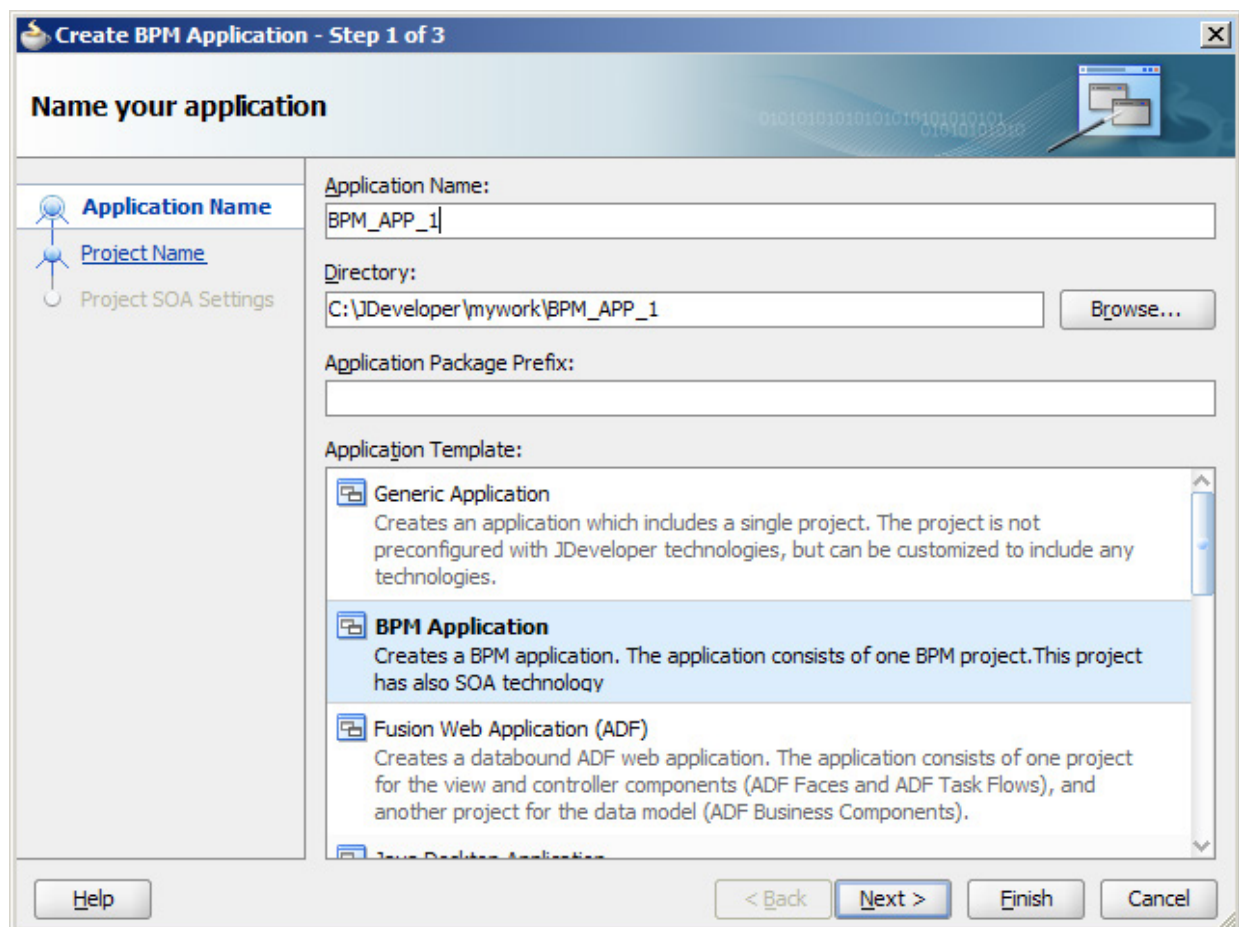 Create BPM Application - Step 1 of 3
Name your application
Application Name
Project Name
Project SOA Settings
Application Name:
BPM_APP_1
Directory:
C:\JDeveloper\mywork\BPM_APP_1
Browse...
Application Package Prefix:
Application Template:
Generic Application
Creates an application which includes a single project. The project is not
preconfigured with JDeveloper technologies, but can be customized to include any
technologies.
BPM Application
Creates a BPM application. The application consists of one BPM project.This project
has also SOA technology
Fusion Web Application (ADF)
Creates a databound ADF web application. The application consists of one project
for the view and controller components (ADF Faces and ADF Task Flows), and
another project for the data model (ADF Business Components).
Java Desktop Application
Help
< Back
Next >
Finish
Cancel